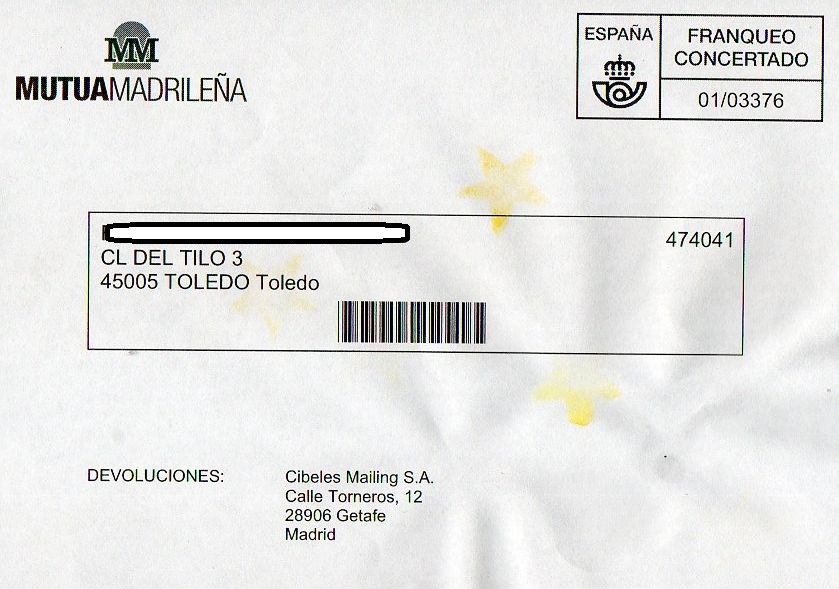 MM
MUTUAMADRILEÑA
ESPAÑA
FRANQUEO
CONCERTADO
01/03376
474041
CL DEL TILO 3
45005 TOLEDO Toledo
DEVOLUCIONES:
Cibeles Mailing S.A.
Calle Torneros, 12
28906 Getafe
Madrid